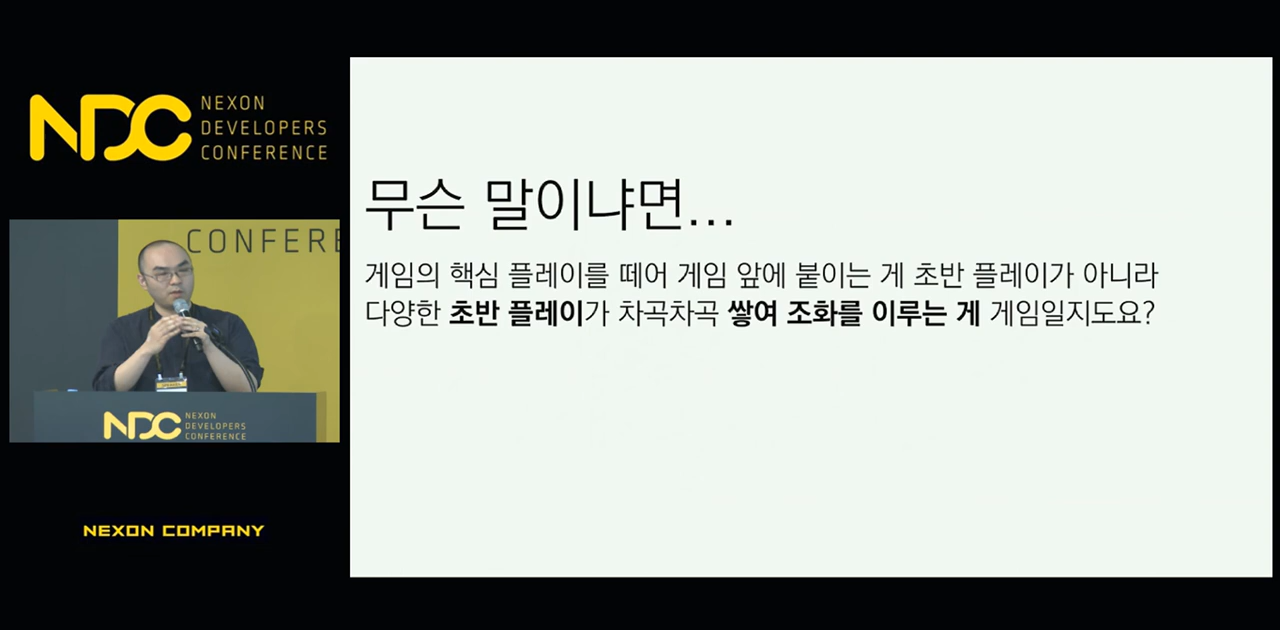 NDC NEXON
DEVELOPERS
CONFERENCE
CONFERE
NDC NEXON
DEVELOPERS
CONFERENCE
NEXON COMPANY
무슨 말이냐면...
게임의 핵심 플레이를 떼어 게임 앞에 붙이는 게 초반 플레이가 아니라
다양한 초반 플레이가 차곡차곡 쌓여 조화를 이루는 게 게임일지도요?